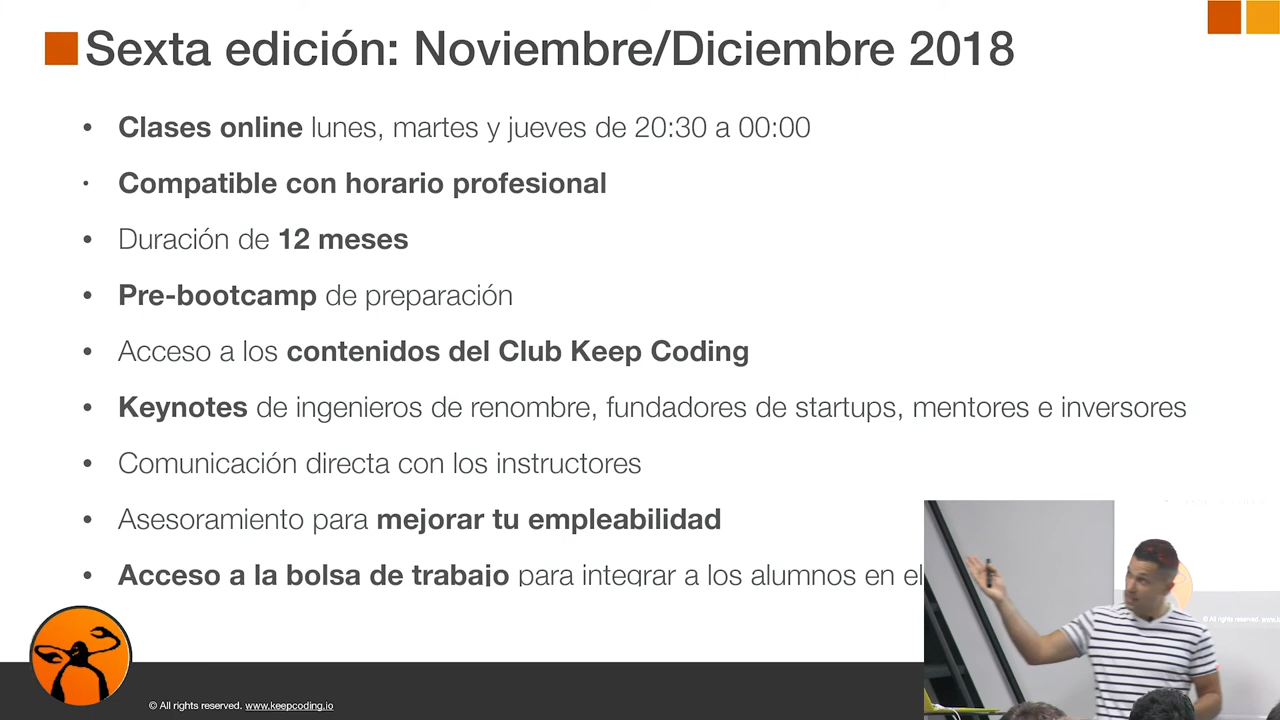 Sexta edición: Noviembre/Diciembre 2018
• Clases online lunes, martes y jueves de 20:30 a 00:00
• Compatible con horario profesional
• Duración de 12 meses
• Pre-bootcamp de preparación
• Acceso a los contenidos del Club Keep Coding
• Keynotes de ingenieros de renombre, fundadores de startups, mentores e inversores
• Comunicación directa con los instructores
• Asesoramiento para mejorar tu empleabilidad
• Acceso a la bolsa de trabajo para integrar a los alumnos en el
© All rights reserved. www.keepcoding.io
© All rights reserved.